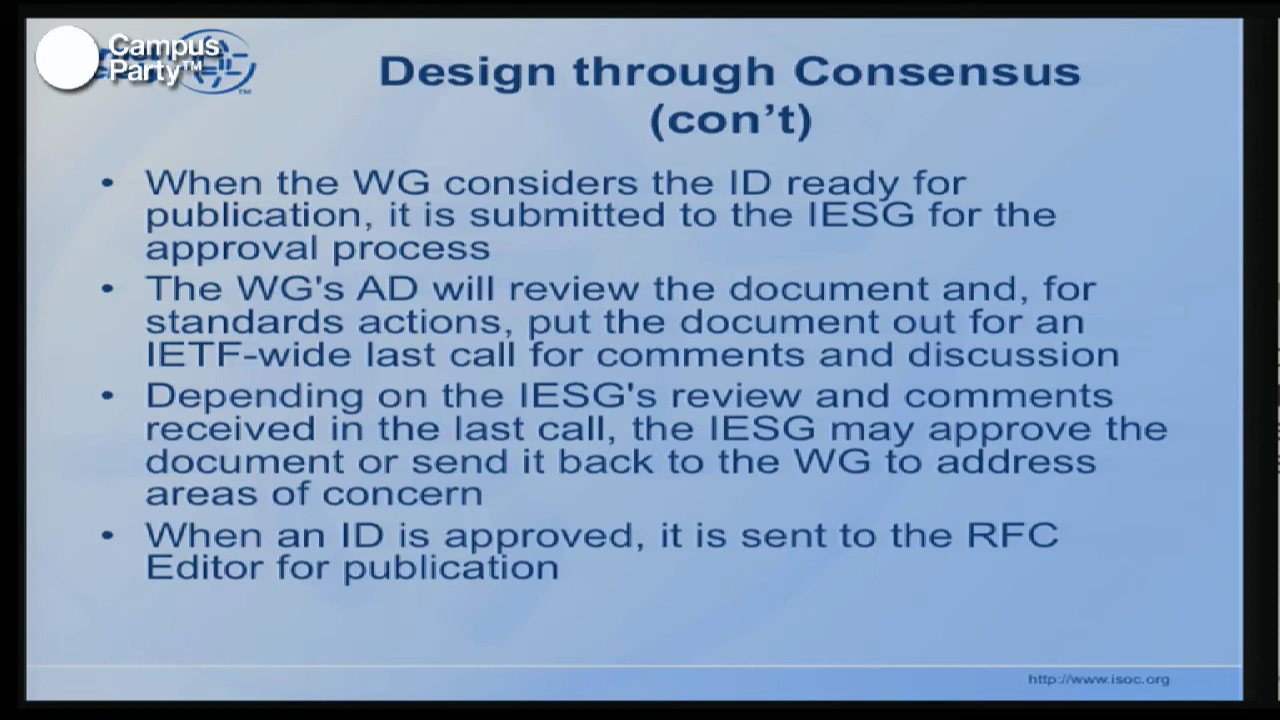 Campus
Party™
Design through Consensus
(con't)
• When the WG considers the ID ready for
publication, it is submitted to the IESG for the
approval process
• The WG's AD will review the document and, for
standards actions, put the document out for an
IETF-wide last call for comments and discussion
• Depending on the IESG's review and comments
received in the last call, the IESG may approve the
document or send it back to the WG to address
areas of concern
• When an ID is approved, it is sent to the RFC
Editor for publication
http://www.isoc.org